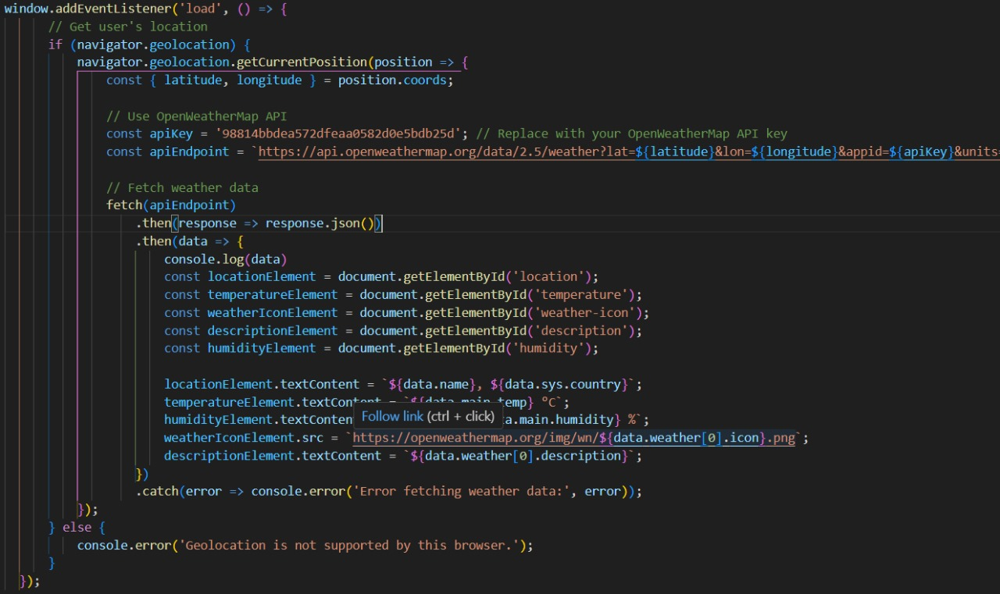 window.addEventListener('load', () => {
// Get user's location
if (navigator.geolocation) {
navigator.geolocation.getCurrentPosition(position => {
const { latitude, longitude } = position.coords;
// Use OpenWeatherMap API
const apiKey = '98814bbdea572dfeaa0582d0e5bdb25d'; // Replace with your OpenWeatherMap API key
const apiEndpoint = `https://api.openweathermap.org/data/2.5/weather?lat=${latitude}&lon=${longitude}&appid=${apiKey}&units=
// Fetch weather data
fetch(apiEndpoint)
.then(response => response.json())
.then(data => {
console.log(data)
const locationElement = document.getElementById('location');
const temperatureElement = document.getElementById('temperature');
const weatherIconElement = document.getElementById('weather-icon');
const descriptionElement = document.getElementById('description');
const humidityElement = document.getElementById('humidity');
locationElement.textContent = `${data.name}, ${data.sys.country}`;
temperatureElement.textContent = `${data.main.temp} °C`;
humidityElement.textConten a.main.humidity} %`;
Follow link (ctrl + click)
weatherIconElement.src = `https://openweathermap.org/img/wn/${data.weather[0].icon}.png`;
descriptionElement.textContent = `${data.weather[0].description}`;
})
.catch(error => console.error('Error fetching weather data:', error));
});
} else {
console.error('Geolocation is not supported by this browser.');
}
});